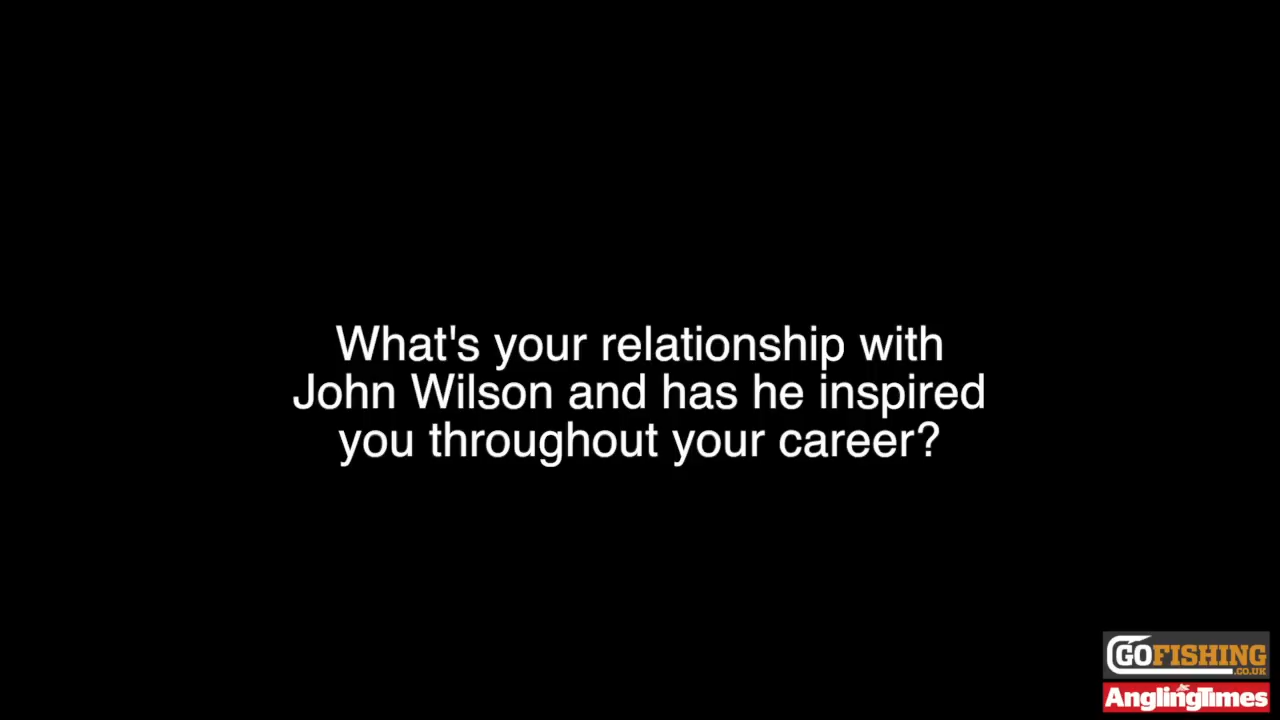 What's your relationship with
John Wilson and has he inspired
you throughout your career?
GOFISHING
.CO.UK
AnglingTimes